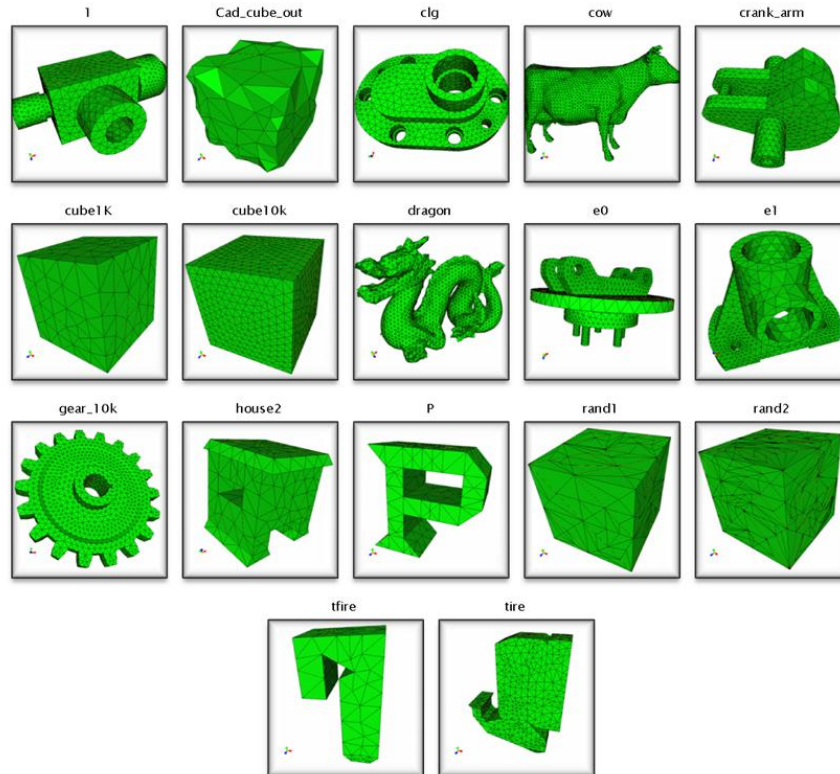 1 Cad_cube_out clg cow crank_arm
cube1K cube10k dragon e0 e1
gear_10k house2 P rand1 rand2
tfire tire